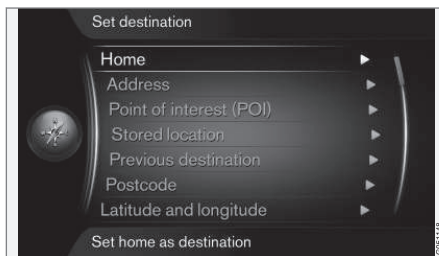 Set destination
Home
Address
Point of interest (POI)
Stored location
Previous destination
Postcode
Latitude and longitude
Set home as destination
G051148